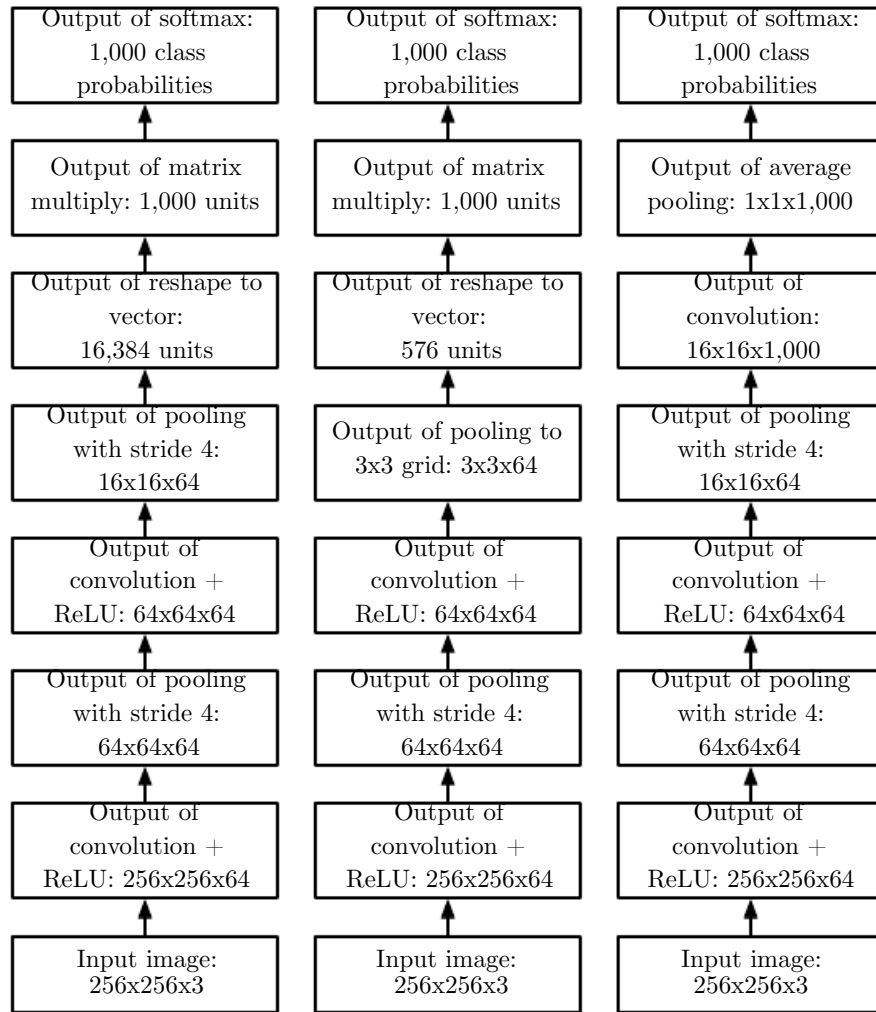 Output of softmax:
1,000 class
probabilities
Output of matrix
multiply: 1,000 units
Output of reshape to
vector:
16,384 units
Output of pooling
with stride 4:
16x16x64
Output of
convolution +
ReLU: 64x64x64
Output of pooling
with stride 4:
64x64x64
Output of
convolution +
ReLU: 256x256x64
Input image:
256x256x3
Output of softmax:
1,000 class
probabilities
Output of matrix
multiply: 1,000 units
Output of reshape to
vector:
576 units
Output of pooling to
3x3 grid: 3x3x64
Output of
convolution +
ReLU: 64x64x64
Output of pooling
with stride 4:
64x64x64
Output of
convolution +
ReLU: 256x256x64
Input image:
256x256x3
Output of softmax:
1,000 class
probabilities
Output of average
pooling: 1x1x1,000
Output of
convolution:
16x16x1,000
Output of pooling
with stride 4:
16x16x64
Output of
convolution +
ReLU: 64x64x64
Output of pooling
with stride 4:
64x64x64
Output of
convolution +
ReLU: 256x256x64
Input image:
256x256x3